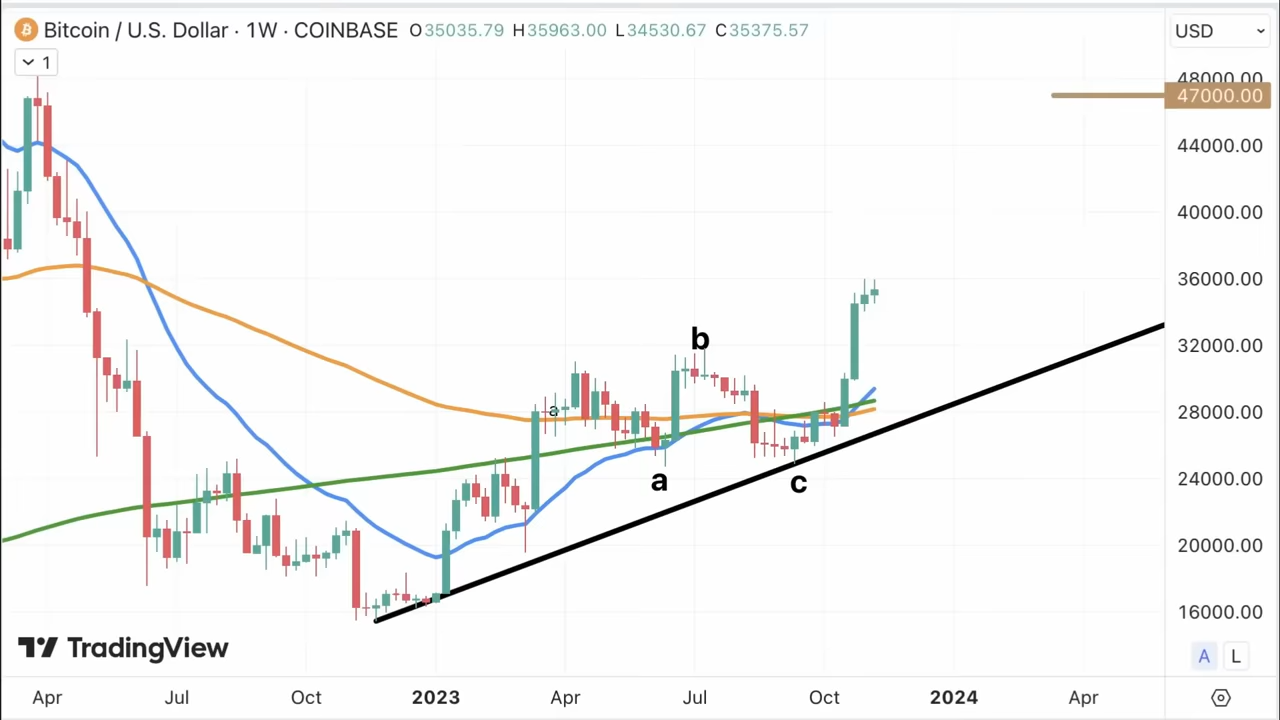 Bitcoin / U.S. Dollar · 1W · COINBASE O35035.79 H35963.00 L34530.67 C35375.57
USD
1
48000.00
47000.00
44000.00
40000.00
36000.00
b
32000.00
a
28000.00
a
c
24000.00
20000.00
16000.00
TradingView
A L
Apr Jul Oct 2023 Apr Jul Oct 2024 Apr